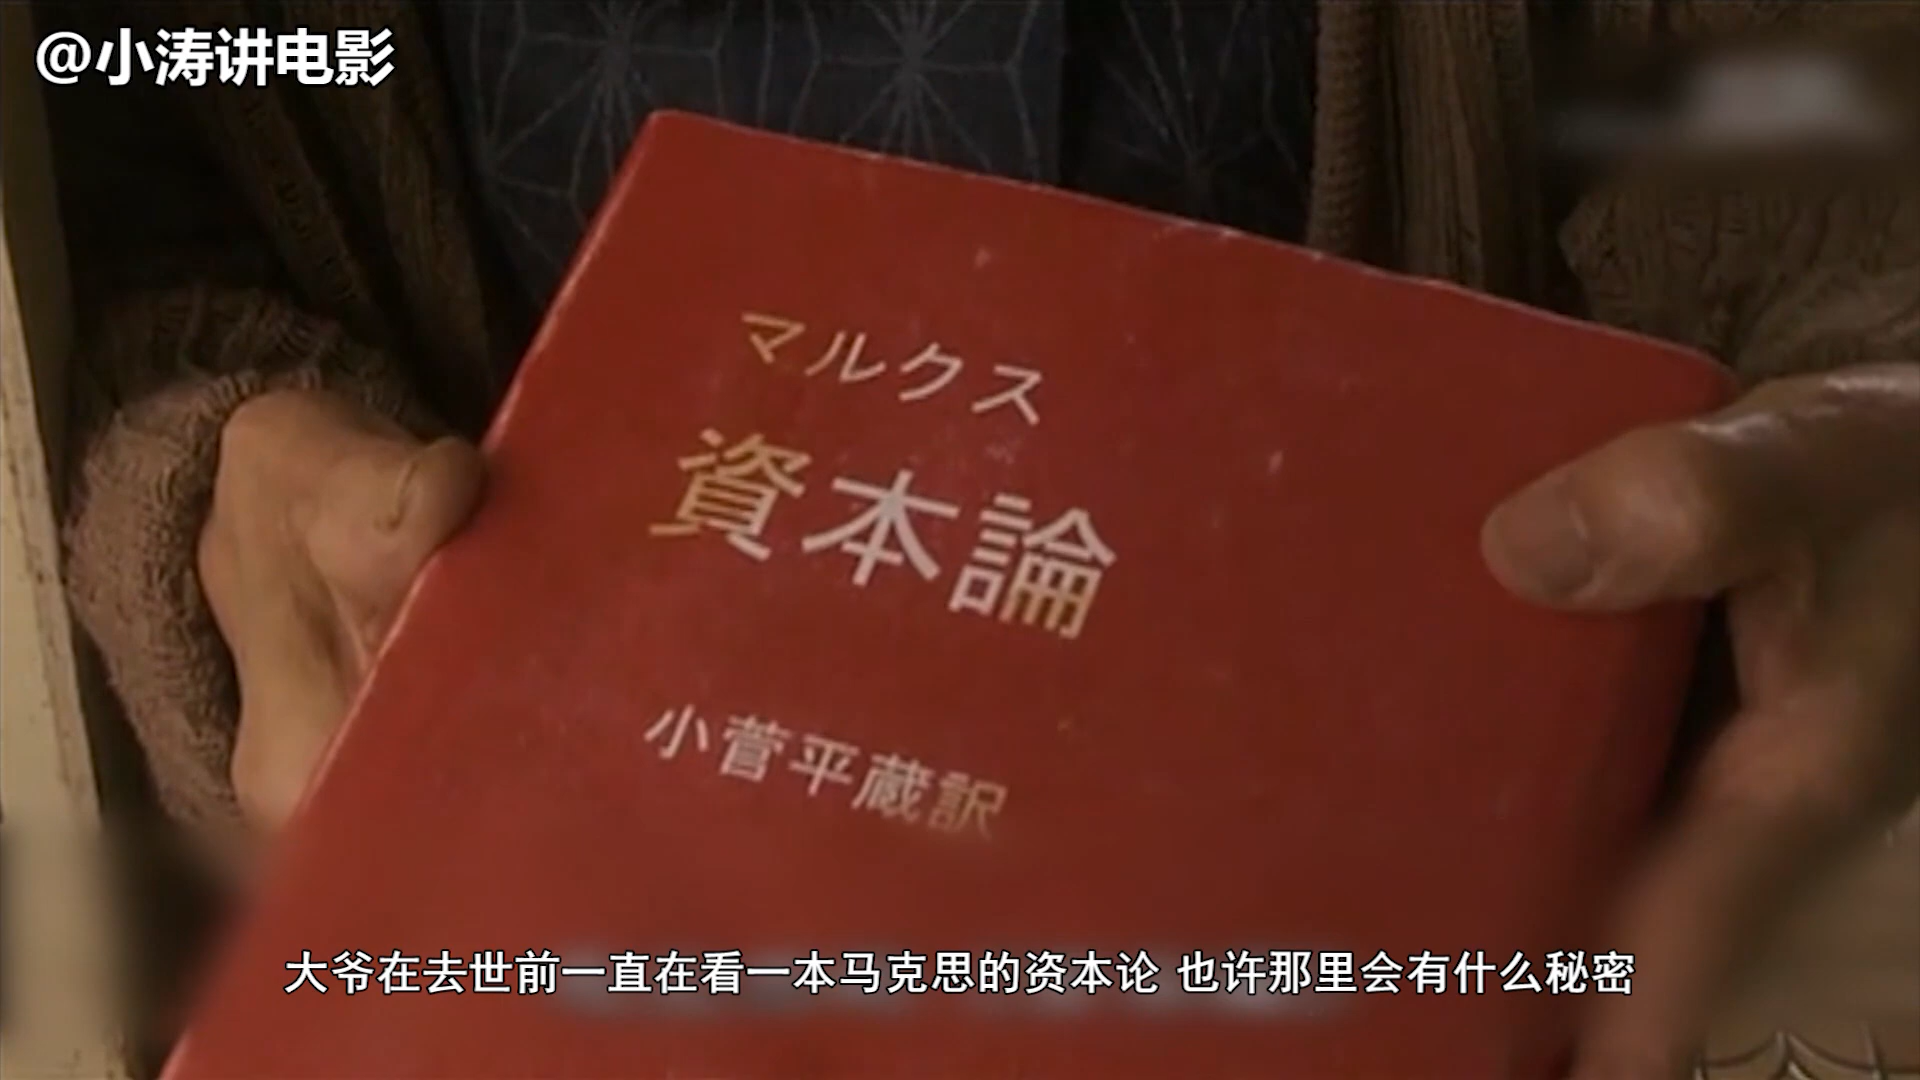 @小涛讲电影
マルクス
資本論
小菅平蔵訳
大爷在去世前一直在看一本马克思的资本论 也许那里会有什么秘密